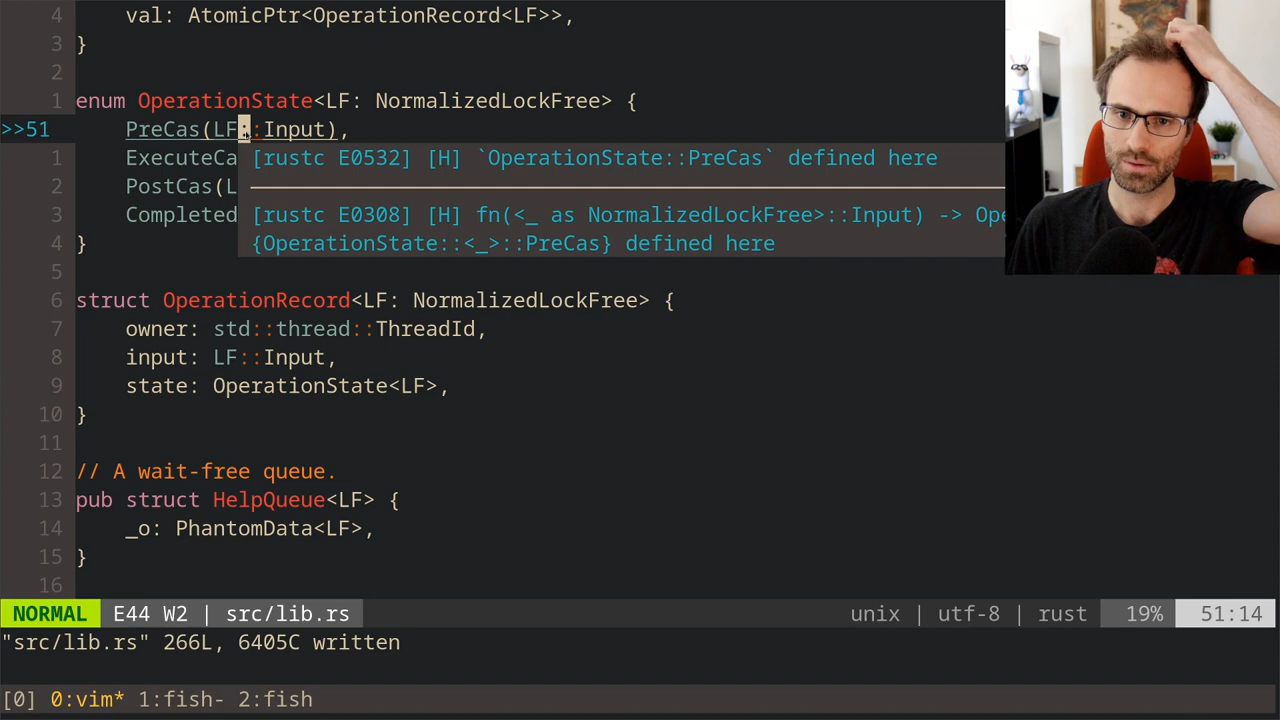 4 val: AtomicPtr<OperationRecord<LF>>,
3 }
2
1 enum OperationState<LF: NormalizedLockFree> {
>>51 PreCas(LF::Input),
1 ExecuteCa [rustc E0532] [H] `OperationState::PreCas` defined here
2 PostCas(L
3 Completed [rustc E0308] [H] fn(<_ as NormalizedLockFree>::Input) -> Ope
4 } {OperationState::<_>::PreCas} defined here
5
6 struct OperationRecord<LF: NormalizedLockFree> {
7 owner: std::thread::ThreadId,
8 input: LF::Input,
9 state: OperationState<LF>,
10 }
11
12 // A wait-free queue.
13 pub struct HelpQueue<LF> {
14 _o: PhantomData<LF>,
15 }
16
NORMAL E44 W2 | src/lib.rs unix | utf-8 | rust 19% 51:14
"src/lib.rs" 266L, 6405C written
[0] 0:vim* 1:fish- 2:fish